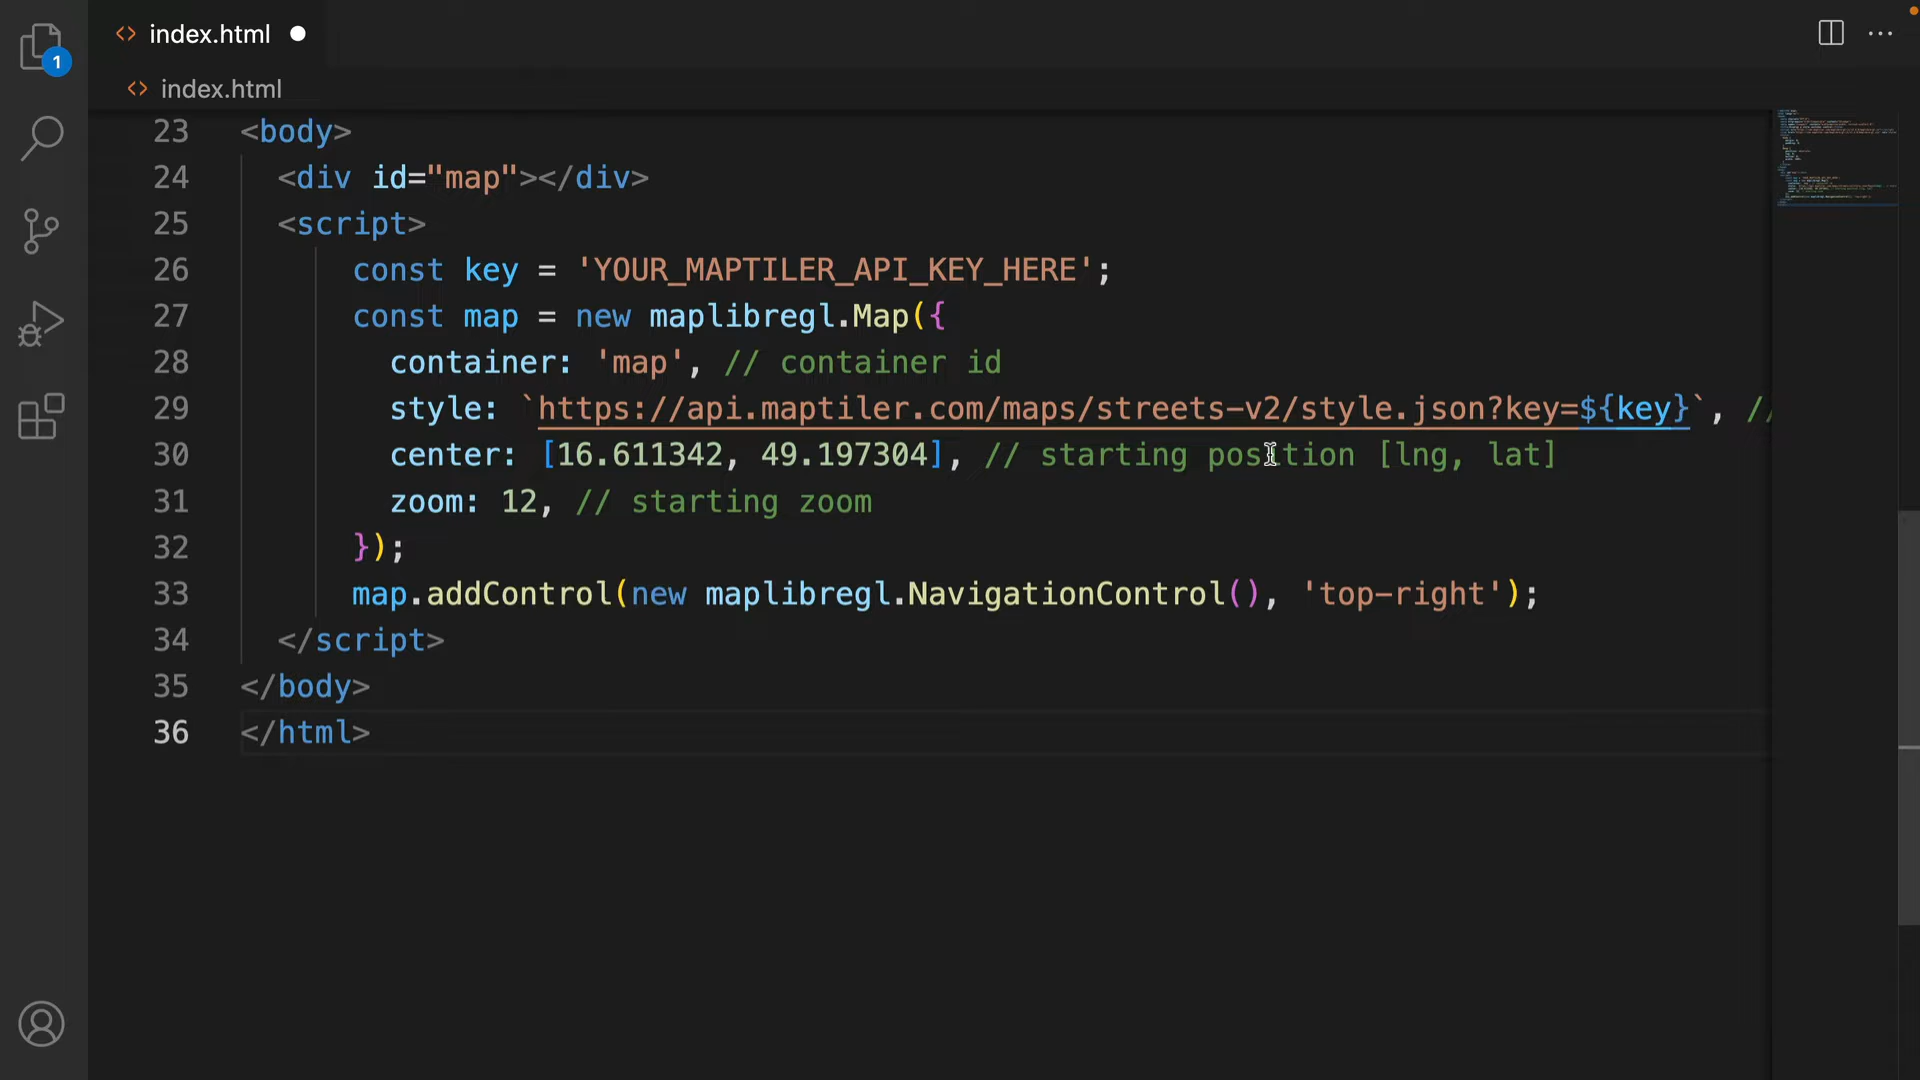 index.html
index.html
1
23 <body>
24 <div id="map"></div>
25 <script>
26 const key = 'YOUR_MAPTILER_API_KEY_HERE';
27 const map = new maplibregl.Map({
28 container: 'map', // container id
29 style: `https://api.maptiler.com/maps/streets-v2/style.json?key=${key}`, //
30 center: [16.611342, 49.197304], // starting position [lng, lat]
31 zoom: 12, // starting zoom
32 });
33 map.addControl(new maplibregl.NavigationControl(), 'top-right');
34 </script>
35 </body>
36 </html>